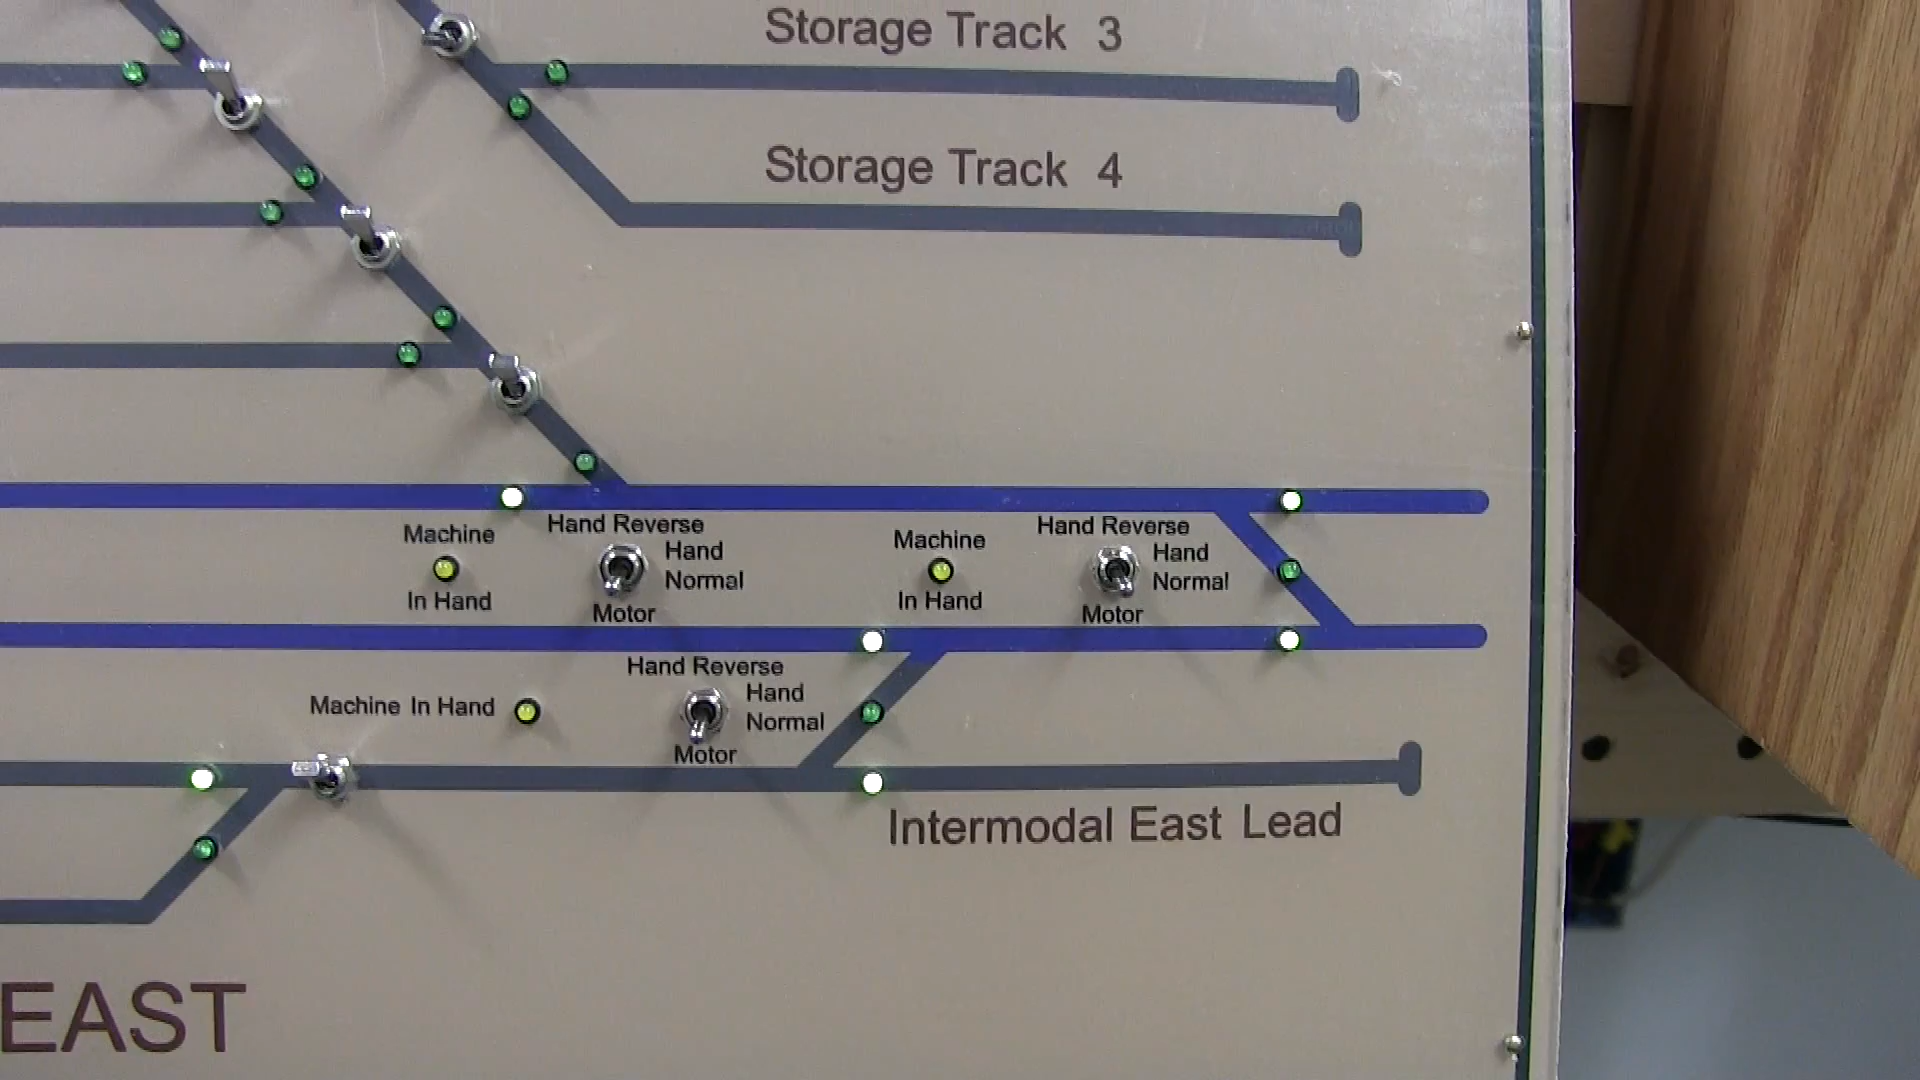 Storage Track 3
Storage Track 4
Hand Reverse
Machine
Hand
Normal
In Hand
Motor
Hand Reverse
Machine
Hand
Normal
In Hand
Motor
Hand Reverse
Machine In Hand
Hand
Normal
Motor
Intermodal East Lead
EAST